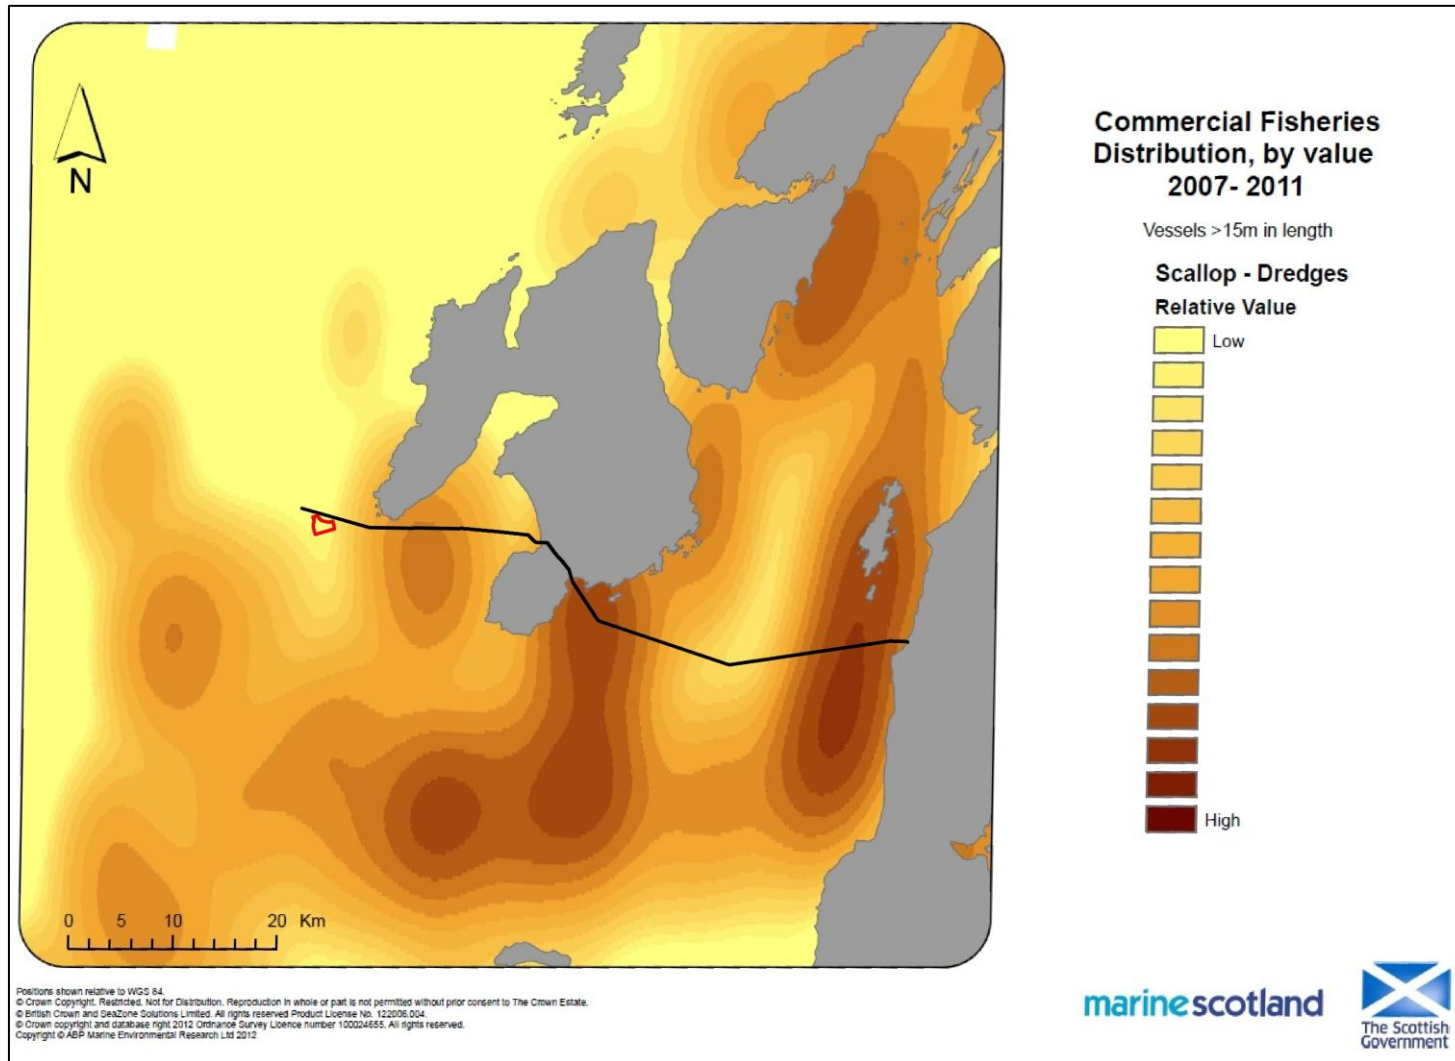 N
Commercial Fisheries
Distribution, by value
2007- 2011
Vessels >15m in length
Scallop - Dredges
Relative Value
Low
High
0 5 10 20 Km
Positions shown relative to WGS 84.
© Crown Copyright. Restricted. Not for Distribution. Reproduction in whole or part is not permitted without prior consent to The Crown Estate.
© British Crown and SeaZone Solutions Limited. All rights reserved Product License No. 122006.004.
© Crown copyright and database right 2012 Ordnance Survey Licence number 100024655. All rights reserved.
Copyright © ABP Marine Environmental Research Ltd 2012
marinescotland
The Scottish
Government